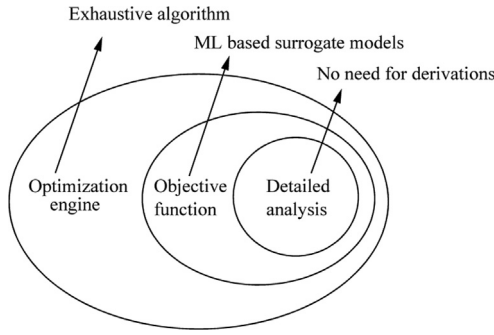 Exhaustive algorithm
ML based surrogate models
No need for derivations
Optimization
engine
Objective
function
Detailed
analysis